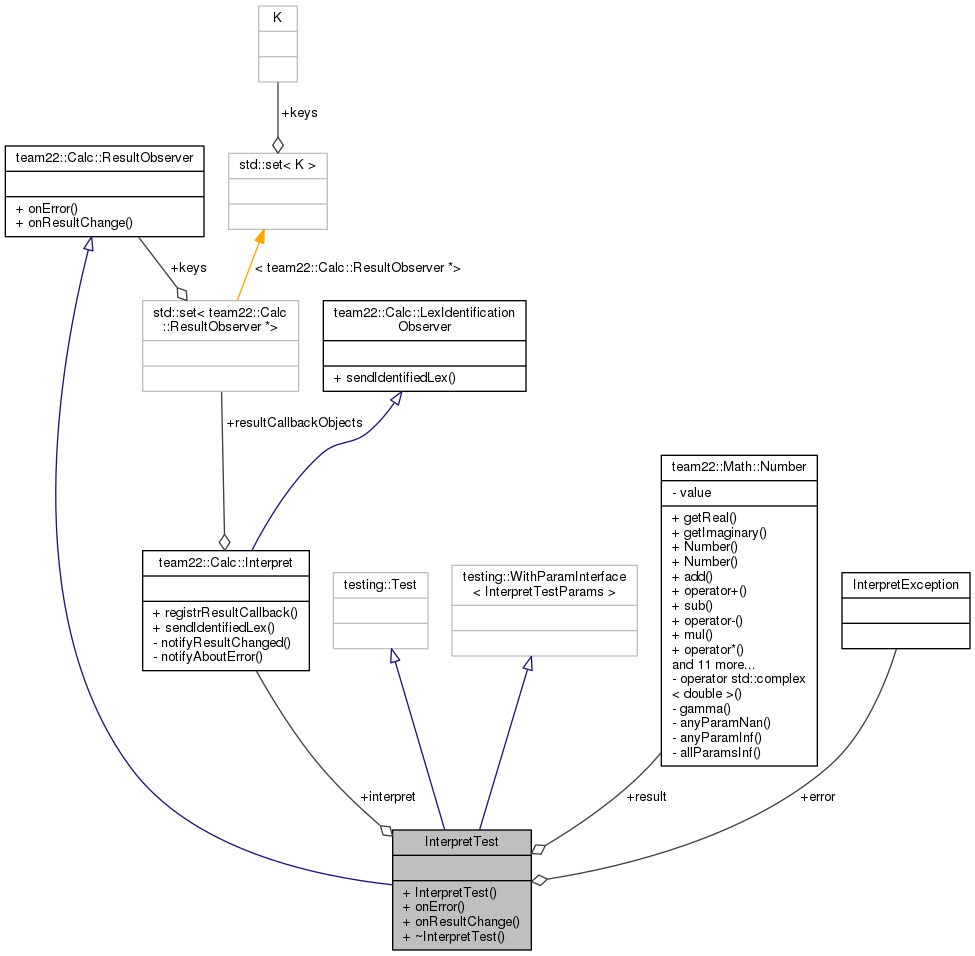 K
+keys
team22::Calc::ResultObserver
+ onError()
+ onResultChange()
std::set< K >
+keys
< team22::Calc::ResultObserver *>
std::set< team22::Calc
::ResultObserver *>
team22::Calc::LexIdentification
Observer
+ sendIdentifiedLex()
+resultCallbackObjects
team22::Math::Number
- value
+ getReal()
+ getImaginary()
+ Number()
+ Number()
+ add()
+ operator+()
+ sub()
+ operator-()
+ mul()
+ operator*()
and 11 more...
- operator std::complex
< double >()
- gamma()
- anyParamNan()
- anyParamInf()
- allParamsInf()
team22::Calc::Interpret
+ registrResultCallback()
+ sendIdentifiedLex()
- notifyResultChanged()
- notifyAboutError()
testing::Test
testing::WithParamInterface
< InterpretTestParams >
InterpretException
+interpret
+result
+error
InterpretTest
+ InterpretTest()
+ onError()
+ onResultChange()
+ ~InterpretTest()